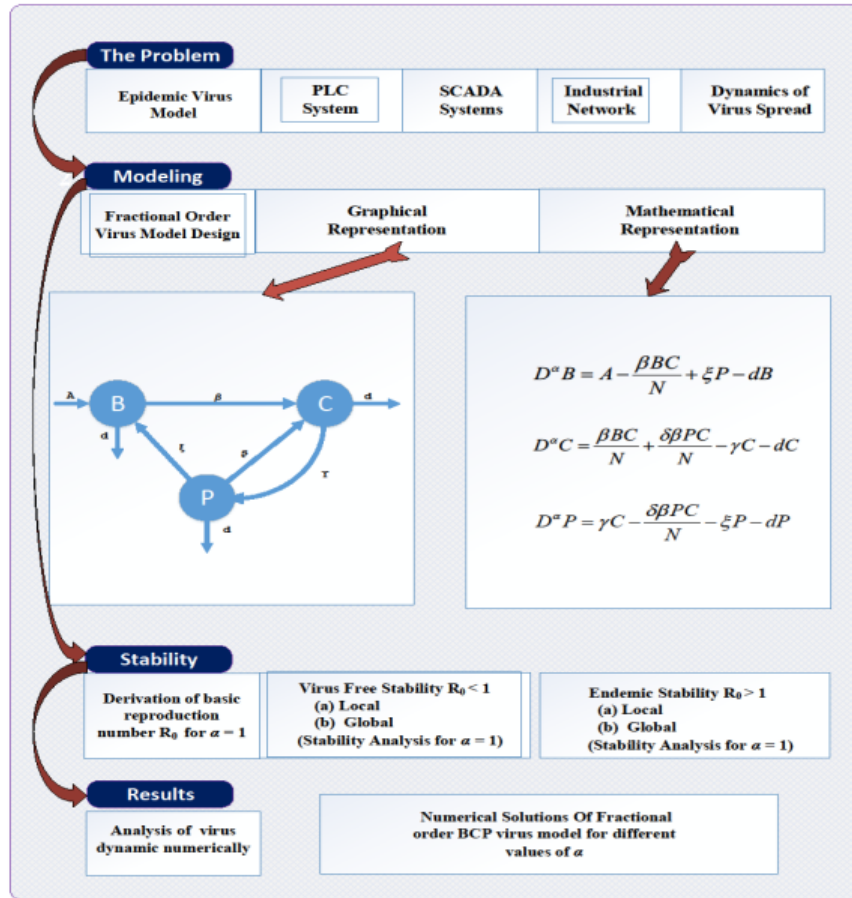 The Problem
Epidemic Virus
Model
PLC
System
SCADA
Systems
Industrial
Network
Dynamics of
Virus Spread
Modeling
Fractional Order
Virus Model Design
Graphical
Representation
Mathematical
Representation
A
B
β
C
d
d
ξ
β
γ
P
d
D^α B = A − βBC/N + ξP − dB
D^α C = βBC/N + δβPC/N − γC − dC
D^α P = γC − δβPC/N − ξP − dP
Stability
Derivation of basic
reproduction
number R₀ for α = 1
Virus Free Stability R₀ < 1
(a) Local
(b) Global
(Stability Analysis for α = 1)
Endemic Stability R₀ > 1
(a) Local
(b) Global
(Stability Analysis for α = 1)
Results
Analysis of virus
dynamic numerically
Numerical Solutions Of Fractional
order BCP virus model for different
values of α